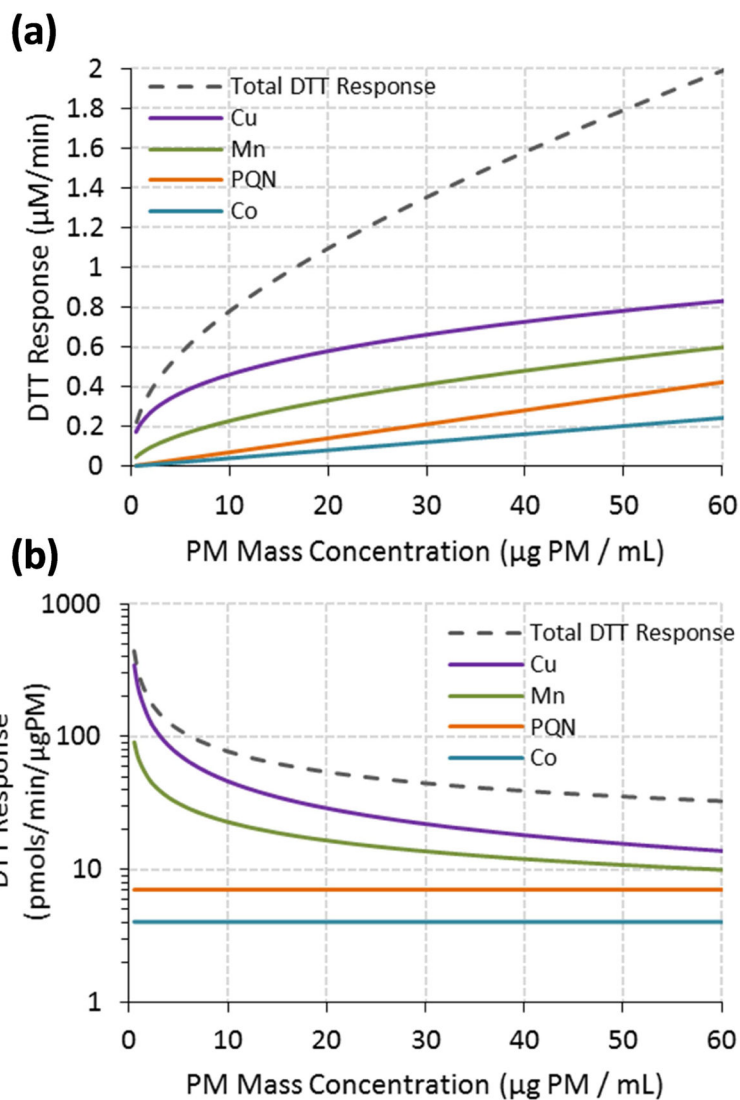 (a)
2
1.8
1.6
1.4
1.2
1
0.8
0.6
0.4
0.2
0
DTT Response (µM/min)
Total DTT Response
Cu
Mn
PQN
Co
0 10 20 30 40 50 60
PM Mass Concentration (µg PM / mL)
(b)
1000
100
10
1
DTT Response
(pmols/min/µgPM)
Total DTT Response
Cu
Mn
PQN
Co
0 10 20 30 40 50 60
PM Mass Concentration (µg PM / mL)